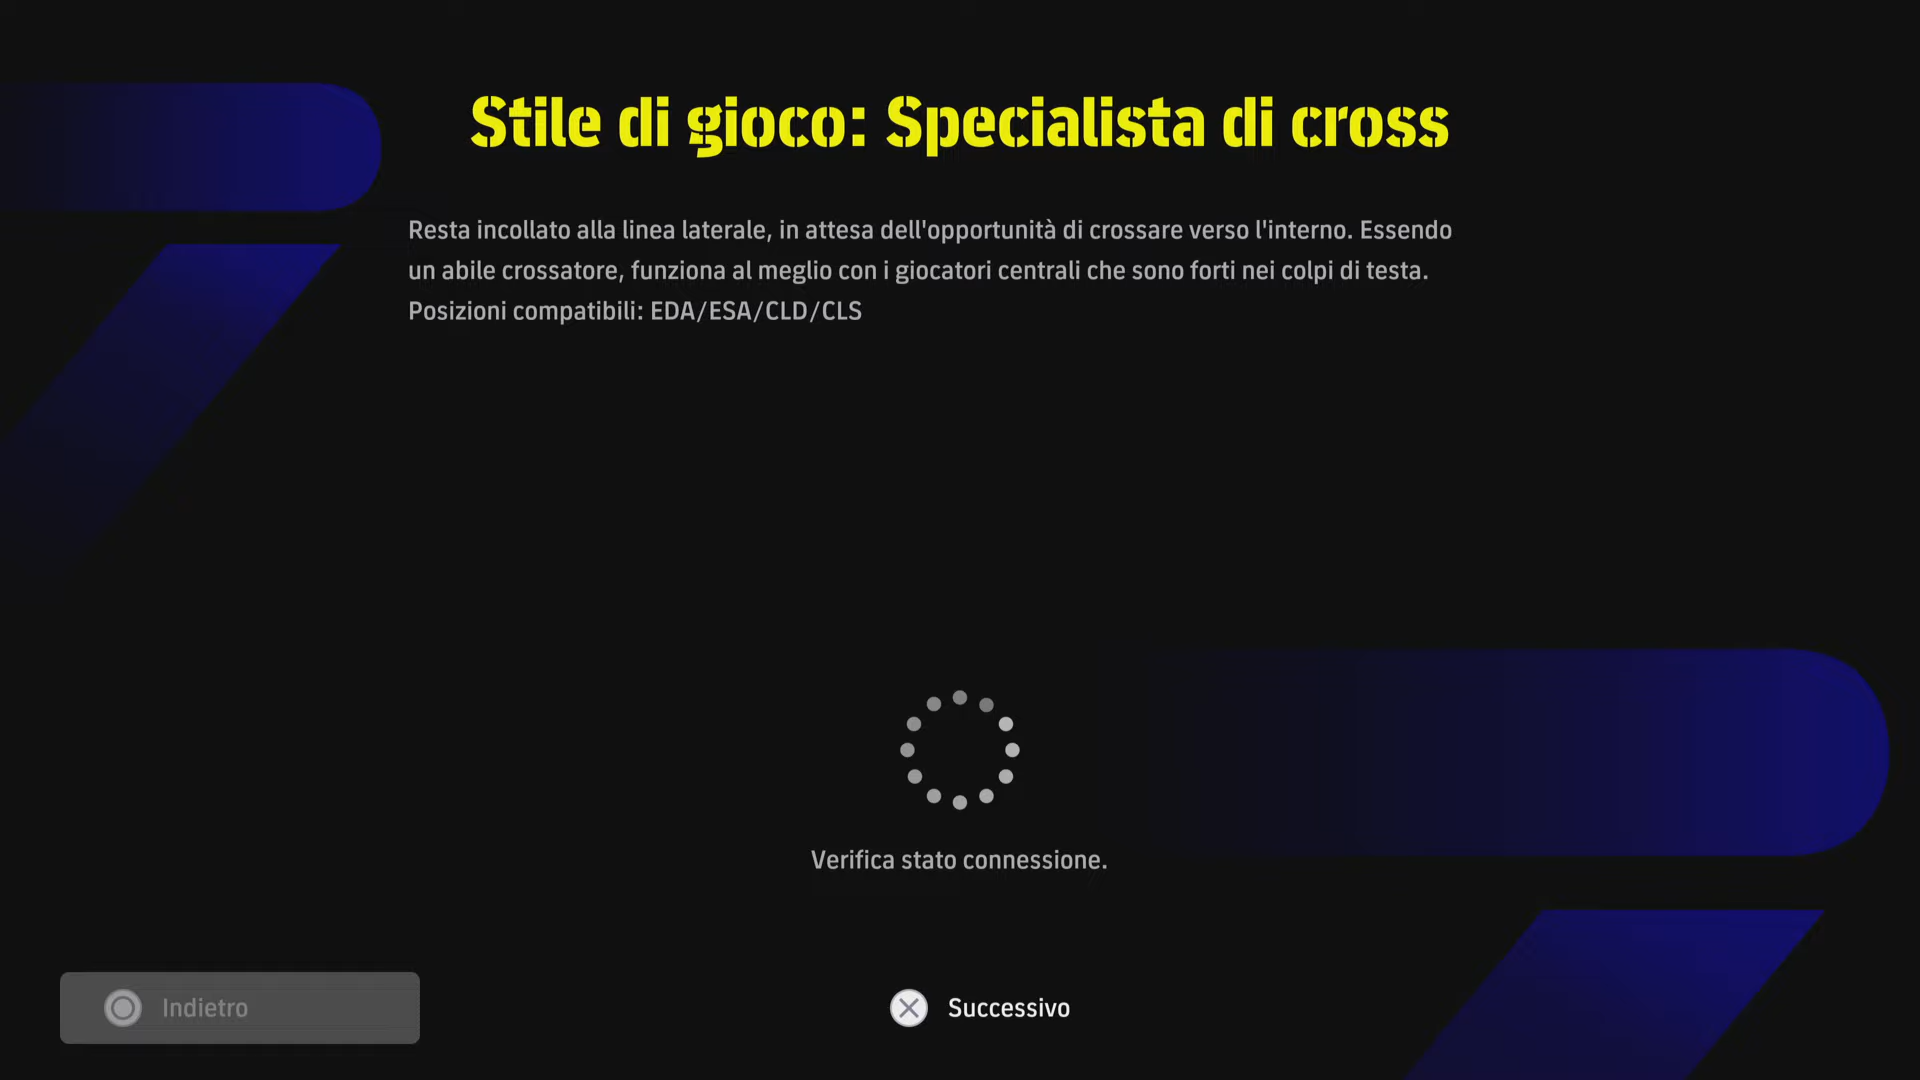 Stile di gioco: Specialista di cross
Resta incollato alla linea laterale, in attesa dell'opportunità di crossare verso l'interno. Essendo
un abile crossatore, funziona al meglio con i giocatori centrali che sono forti nei colpi di testa.
Posizioni compatibili: EDA/ESA/CLD/CLS
Verifica stato connessione.
Indietro
Successivo